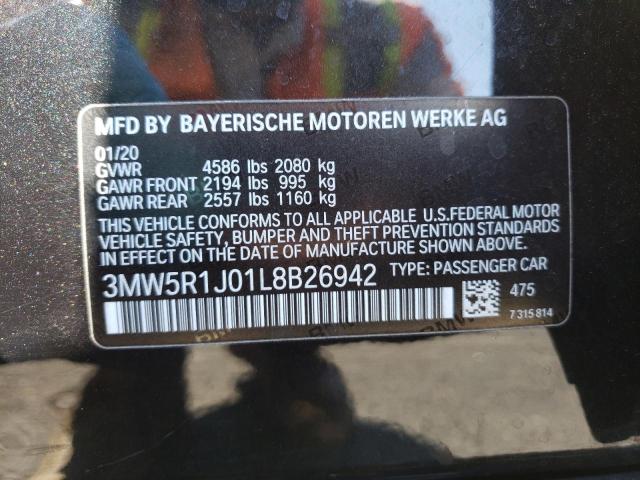 MFD BY BAYERISCHE MOTOREN WERKE AG
01/20
GVWR 4586 lbs 2080 kg
GAWR FRONT 2194 lbs 995 kg
GAWR REAR 2557 lbs 1160 kg
THIS VEHICLE CONFORMS TO ALL APPLICABLE U.S.FEDERAL MOTOR
VEHICLE SAFETY, BUMPER AND THEFT PREVENTION STANDARDS
IN EFFECT ON THE DATE OF MANUFACTURE SHOWN ABOVE.
3MW5R1J01L8B26942 TYPE: PASSENGER CAR
475
7 315 814